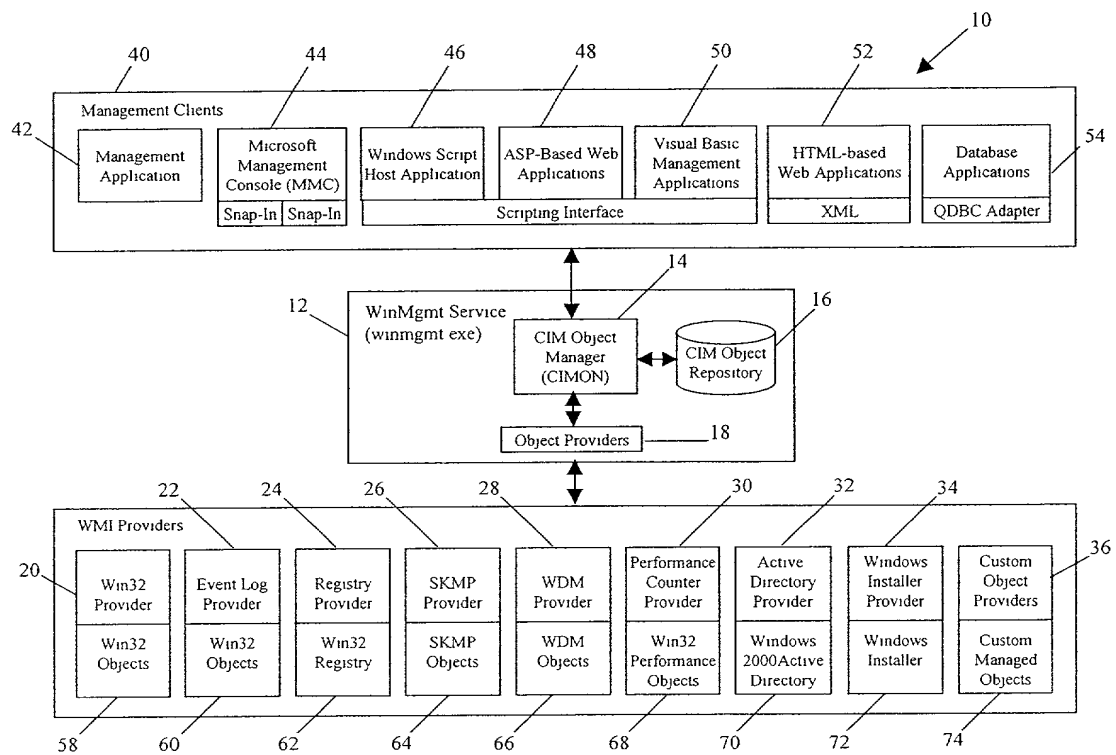 10
40
44
46
48
50
52
Management Clients
42
Management
Application
Microsoft
Management
Console (MMC)
Snap-In
Snap-In
Windows Script
Host Application
ASP-Based Web
Applications
Visual Basic
Management
Applications
Scripting Interface
HTML-based
Web Applications
XML
Database
Applications
QDBC Adapter
54
14
12
WinMgmt Service
(winmgmt exe)
16
CIM Object
Manager
(CIMON)
CIM Object
Repository
Object Providers
18
22
24
26
28
30
32
34
WMI Providers
20
36
Win32
Provider
Win32
Objects
Event Log
Provider
Win32
Objects
Registry
Provider
Win32
Registry
SKMP
Provider
SKMP
Objects
WDM
Provider
WDM
Objects
Performance
Counter
Provider
Win32
Performance
Objects
Active
Directory
Provider
Windows
2000Active
Directory
Windows
Installer
Provider
Windows
Installer
Custom
Object
Providers
Custom
Managed
Objects
58
60
62
64
66
68
70
72
74